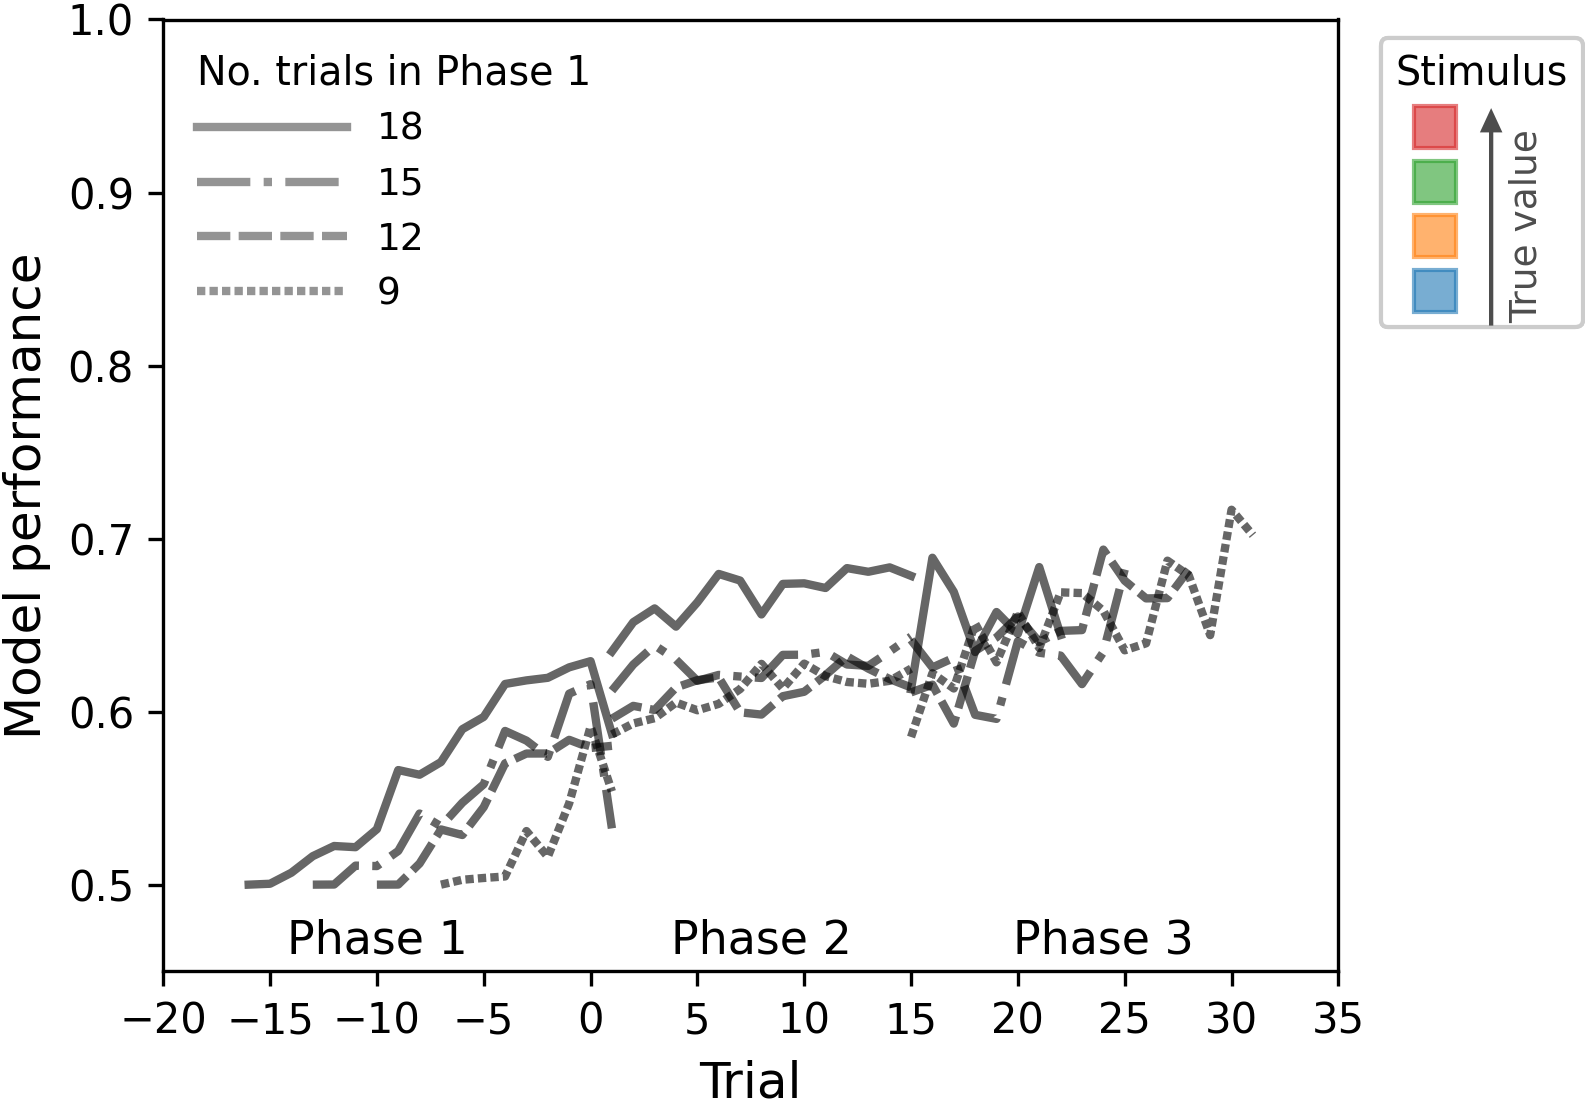 1.0
0.9
0.8
0.7
0.6
0.5
Model performance
No. trials in Phase 1
18
15
12
9
Phase 1 Phase 2 Phase 3
−20 −15 −10 −5 0 5 10 15 20 25 30 35
Trial
Stimulus
True value